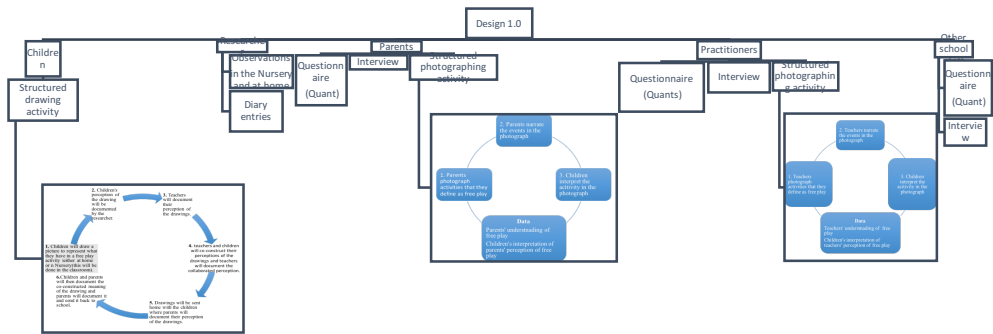 Design 1.0
Childre
n
Structured
drawing
activity
Researche
Observations
in the Nursery
and at home
Diary
entries
Parents
Questionn
aire
(Quant)
Interview
Structured
photographing
activity
Practitioners
Questionnaire
(Quants)
Interview
Structured
photographin
g activity
Other
school
Questionn
aire
(Quant)
Intervie
w
2. Parents narrate
the events in the
photograph
1. Parents
photograph
activities that they
define as free play
3. Children
interpret the
activity in the
photograph
Data
Parents' understanding of
free play
Children's interpretation of
parents' perception of free
play
2. Teachers narrate
the events in the
photograph
1. Teachers
photograph
activities that they
define as free play
3. Children
interpret the
activity in the
photograph
Data
Teachers' understanding of free
play
Children's interpretation of
teachers' perception of free play
2. Children's
perception of
the drawing
will be
documented
by the
researcher.
3. Teachers
will document
their
perception of
the drawings.
4. teachers and children
will co-construct their
perceptions of the
drawings and teachers
will document the
collaborated perception.
5. Drawings will be sent
home with the children
where parents will
document their perception
of the drawings.
6.Children and parents
will then document the
co-constructed meaning
of the drawing and
parents will document it
and send it back to
school.
1. Children will draw a
picture to represent what
they have in a free play
activity (either at home
or in Nursery)(this will be
done in the classroom).